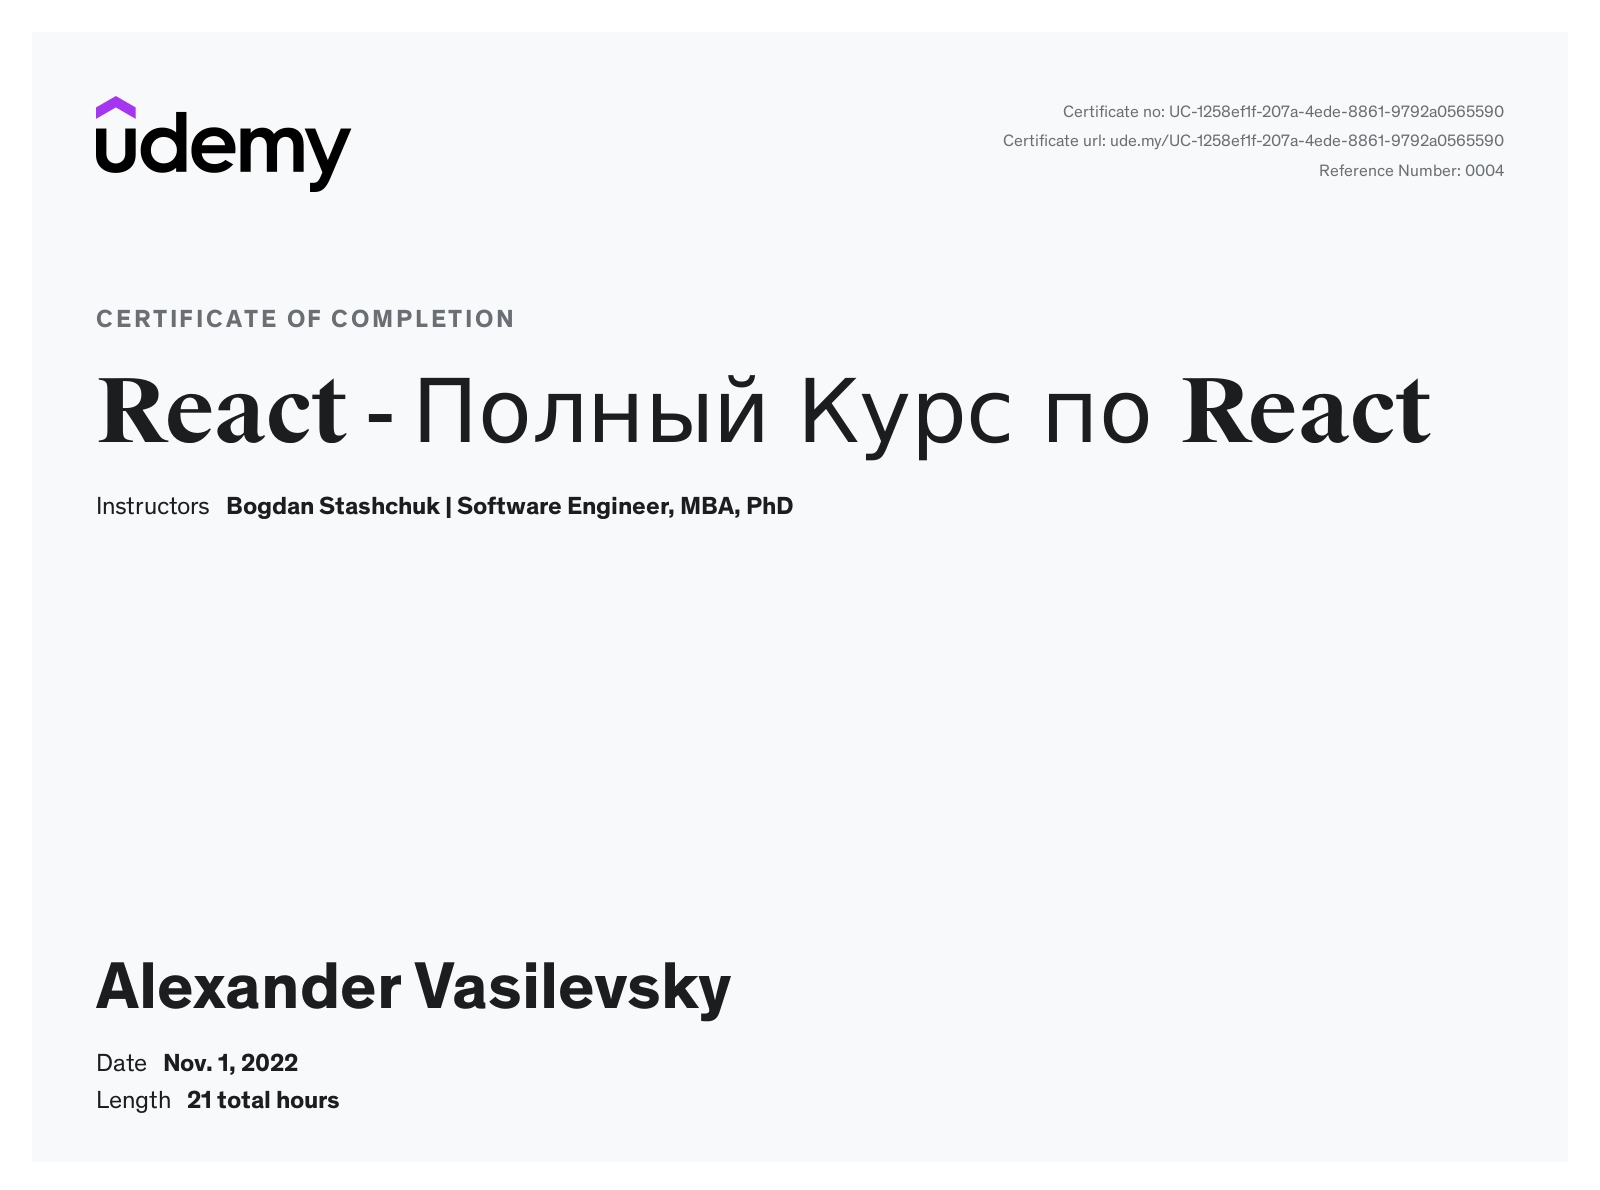 udemy
Certificate no: UC-1258ef1f-207a-4ede-8861-9792a0565590
Certificate url: ude.my/UC-1258ef1f-207a-4ede-8861-9792a0565590
Reference Number: 0004
CERTIFICATE OF COMPLETION
React - Полный Курс по React
Instructors Bogdan Stashchuk | Software Engineer, MBA, PhD
Alexander Vasilevsky
Date Nov. 1, 2022
Length 21 total hours